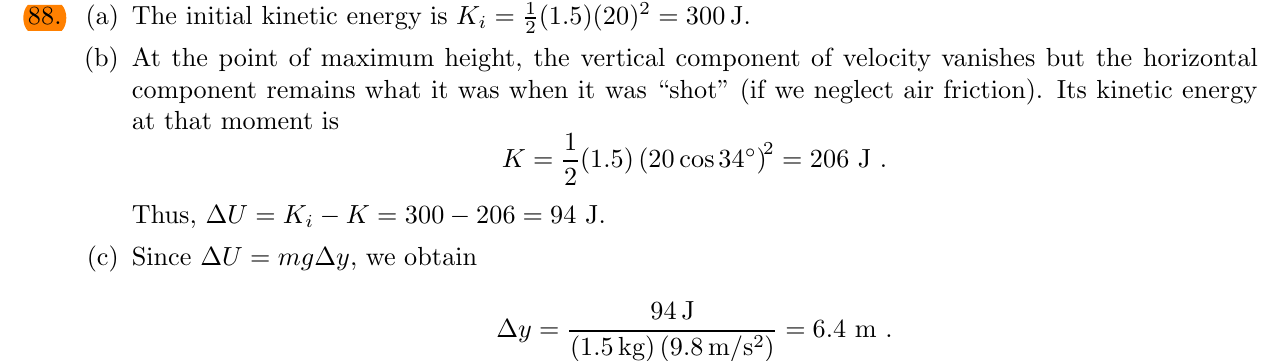 88. (a) The initial kinetic energy is K_i = ½(1.5)(20)² = 300 J.
(b) At the point of maximum height, the vertical component of velocity vanishes but the horizontal
component remains what it was when it was “shot” (if we neglect air friction). Its kinetic energy
at that moment is
K = 1/2 (1.5) (20 cos 34°)² = 206 J .
Thus, ΔU = K_i − K = 300 − 206 = 94 J.
(c) Since ΔU = mgΔy, we obtain
Δy = 94 J / (1.5 kg) (9.8 m/s²) = 6.4 m .